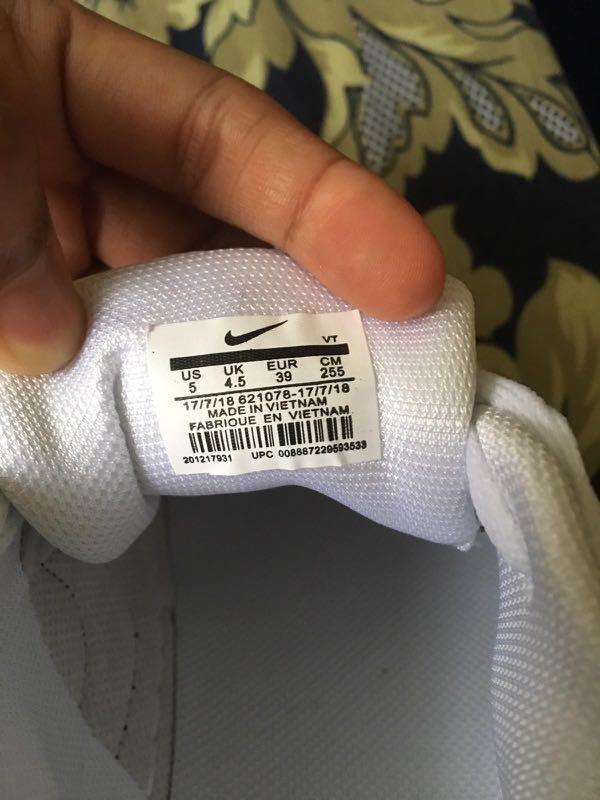 VT
US UK EUR CM
5 4.5 39 255
17/7/18 621078-17/7/18
MADE IN VIETNAM
FABRIQUE EN VIETNAM
201217931 UPC 008887229593533